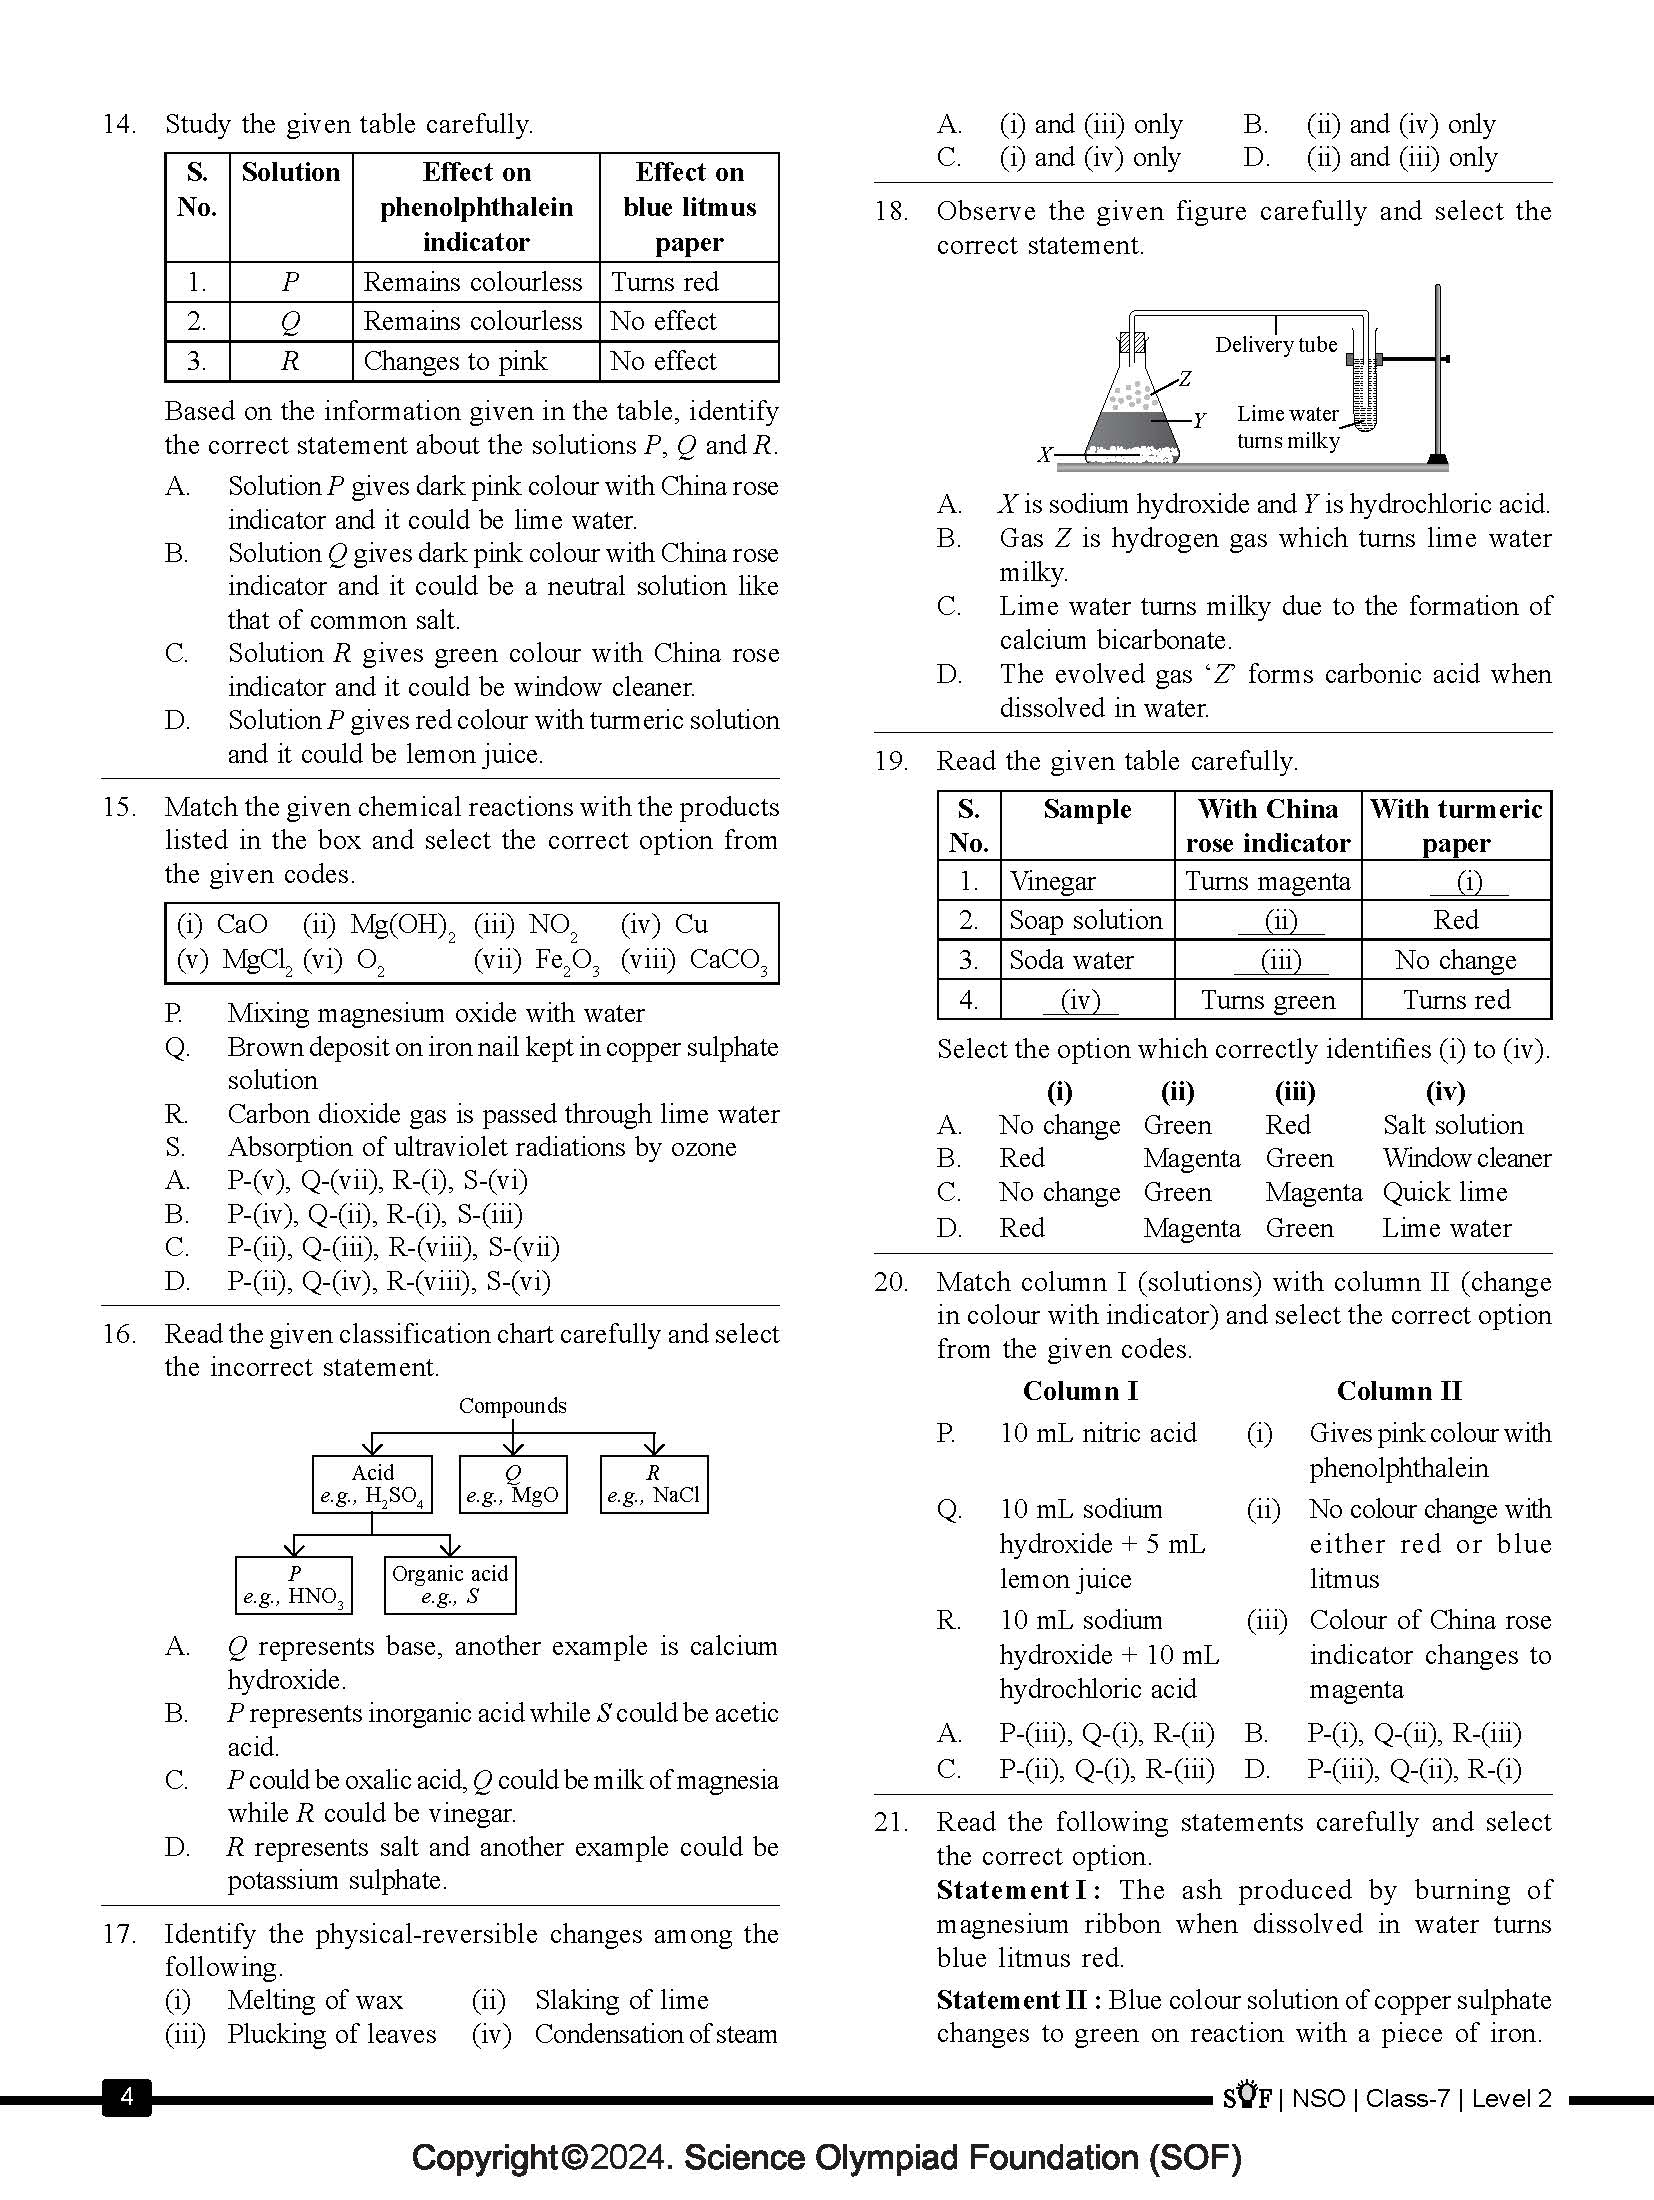 14. Study the given table carefully.
S. No. Solution Effect on phenolphthalein indicator Effect on blue litmus paper
1. P Remains colourless Turns red
2. Q Remains colourless No effect
3. R Changes to pink No effect
Based on the information given in the table, identify
the correct statement about the solutions P, Q and R.
A. Solution P gives dark pink colour with China rose
indicator and it could be lime water.
B. Solution Q gives dark pink colour with China rose
indicator and it could be a neutral solution like
that of common salt.
C. Solution R gives green colour with China rose
indicator and it could be window cleaner.
D. Solution P gives red colour with turmeric solution
and it could be lemon juice.
15. Match the given chemical reactions with the products
listed in the box and select the correct option from
the given codes.
(i) CaO (ii) Mg(OH)₂ (iii) NO₂ (iv) Cu
(v) MgCl₂ (vi) O₂ (vii) Fe₂O₃ (viii) CaCO₃
P. Mixing magnesium oxide with water
Q. Brown deposit on iron nail kept in copper sulphate
solution
R. Carbon dioxide gas is passed through lime water
S. Absorption of ultraviolet radiations by ozone
A. P-(v), Q-(vii), R-(i), S-(vi)
B. P-(iv), Q-(ii), R-(i), S-(iii)
C. P-(ii), Q-(iii), R-(viii), S-(vii)
D. P-(ii), Q-(iv), R-(viii), S-(vi)
16. Read the given classification chart carefully and select
the incorrect statement.
Compounds
Acid Q R
e.g., H₂SO₄ e.g., MgO e.g., NaCl
P Organic acid
e.g., HNO₃ e.g., S
A. Q represents base, another example is calcium
hydroxide.
B. P represents inorganic acid while S could be acetic
acid.
C. P could be oxalic acid, Q could be milk of magnesia
while R could be vinegar.
D. R represents salt and another example could be
potassium sulphate.
17. Identify the physical-reversible changes among the
following.
(i) Melting of wax (ii) Slaking of lime
(iii) Plucking of leaves (iv) Condensation of steam
A. (i) and (iii) only B. (ii) and (iv) only
C. (i) and (iv) only D. (ii) and (iii) only
18. Observe the given figure carefully and select the
correct statement.
Delivery tube
Z
Y
Lime water
turns milky
X
A. X is sodium hydroxide and Y is hydrochloric acid.
B. Gas Z is hydrogen gas which turns lime water
milky.
C. Lime water turns milky due to the formation of
calcium bicarbonate.
D. The evolved gas ‘Z’ forms carbonic acid when
dissolved in water.
19. Read the given table carefully.
S. No. Sample With China rose indicator With turmeric paper
1. Vinegar Turns magenta (i)
2. Soap solution (ii) Red
3. Soda water (iii) No change
4. (iv) Turns green Turns red
Select the option which correctly identifies (i) to (iv).
(i) (ii) (iii) (iv)
A. No change Green Red Salt solution
B. Red Magenta Green Window cleaner
C. No change Green Magenta Quick lime
D. Red Magenta Green Lime water
20. Match column I (solutions) with column II (change
in colour with indicator) and select the correct option
from the given codes.
Column I Column II
P. 10 mL nitric acid (i) Gives pink colour with
phenolphthalein
Q. 10 mL sodium (ii) No colour change with
hydroxide + 5 mL either red or blue
lemon juice litmus
R. 10 mL sodium (iii) Colour of China rose
hydroxide + 10 mL indicator changes to
hydrochloric acid magenta
A. P-(iii), Q-(i), R-(ii) B. P-(i), Q-(ii), R-(iii)
C. P-(ii), Q-(i), R-(iii) D. P-(iii), Q-(ii), R-(i)
21. Read the following statements carefully and select
the correct option.
Statement I : The ash produced by burning of
magnesium ribbon when dissolved in water turns
blue litmus red.
Statement II : Blue colour solution of copper sulphate
changes to green on reaction with a piece of iron.
4
SOF | NSO | Class-7 | Level 2
Copyright©2024. Science Olympiad Foundation (SOF)